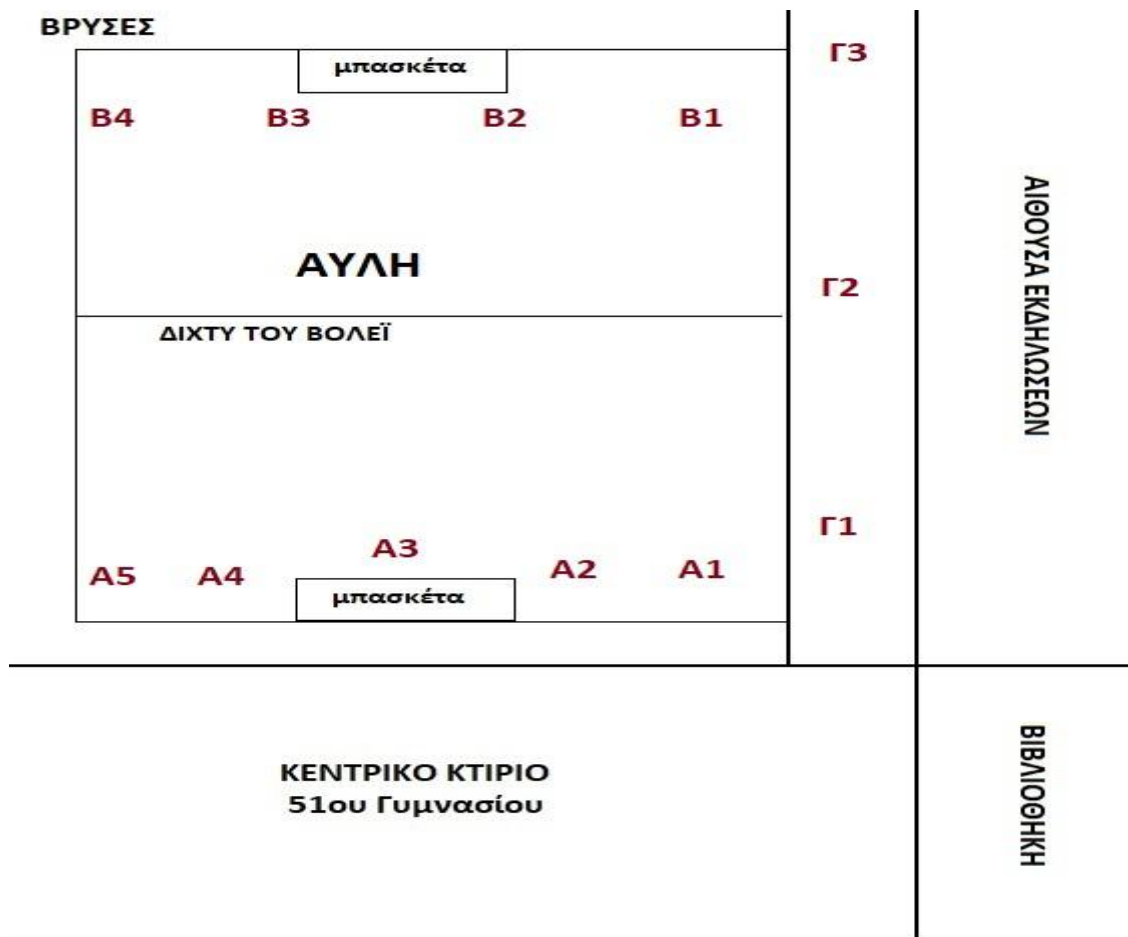 ΒΡΥΣΕΣ
μπασκέτα
Γ3
Β4 Β3 Β2 Β1
ΑΥΛΗ
Γ2
ΔΙΧΤΥ ΤΟΥ ΒΟΛΕΪ
ΑΙΘΟΥΣΑ ΕΚΔΗΛΩΣΕΩΝ
Γ1
Α5 Α4 Α3 Α2 Α1
μπασκέτα
ΚΕΝΤΡΙΚΟ ΚΤΙΡΙΟ
51ου Γυμνασίου
ΒΙΒΛΙΟΘΗΚΗ